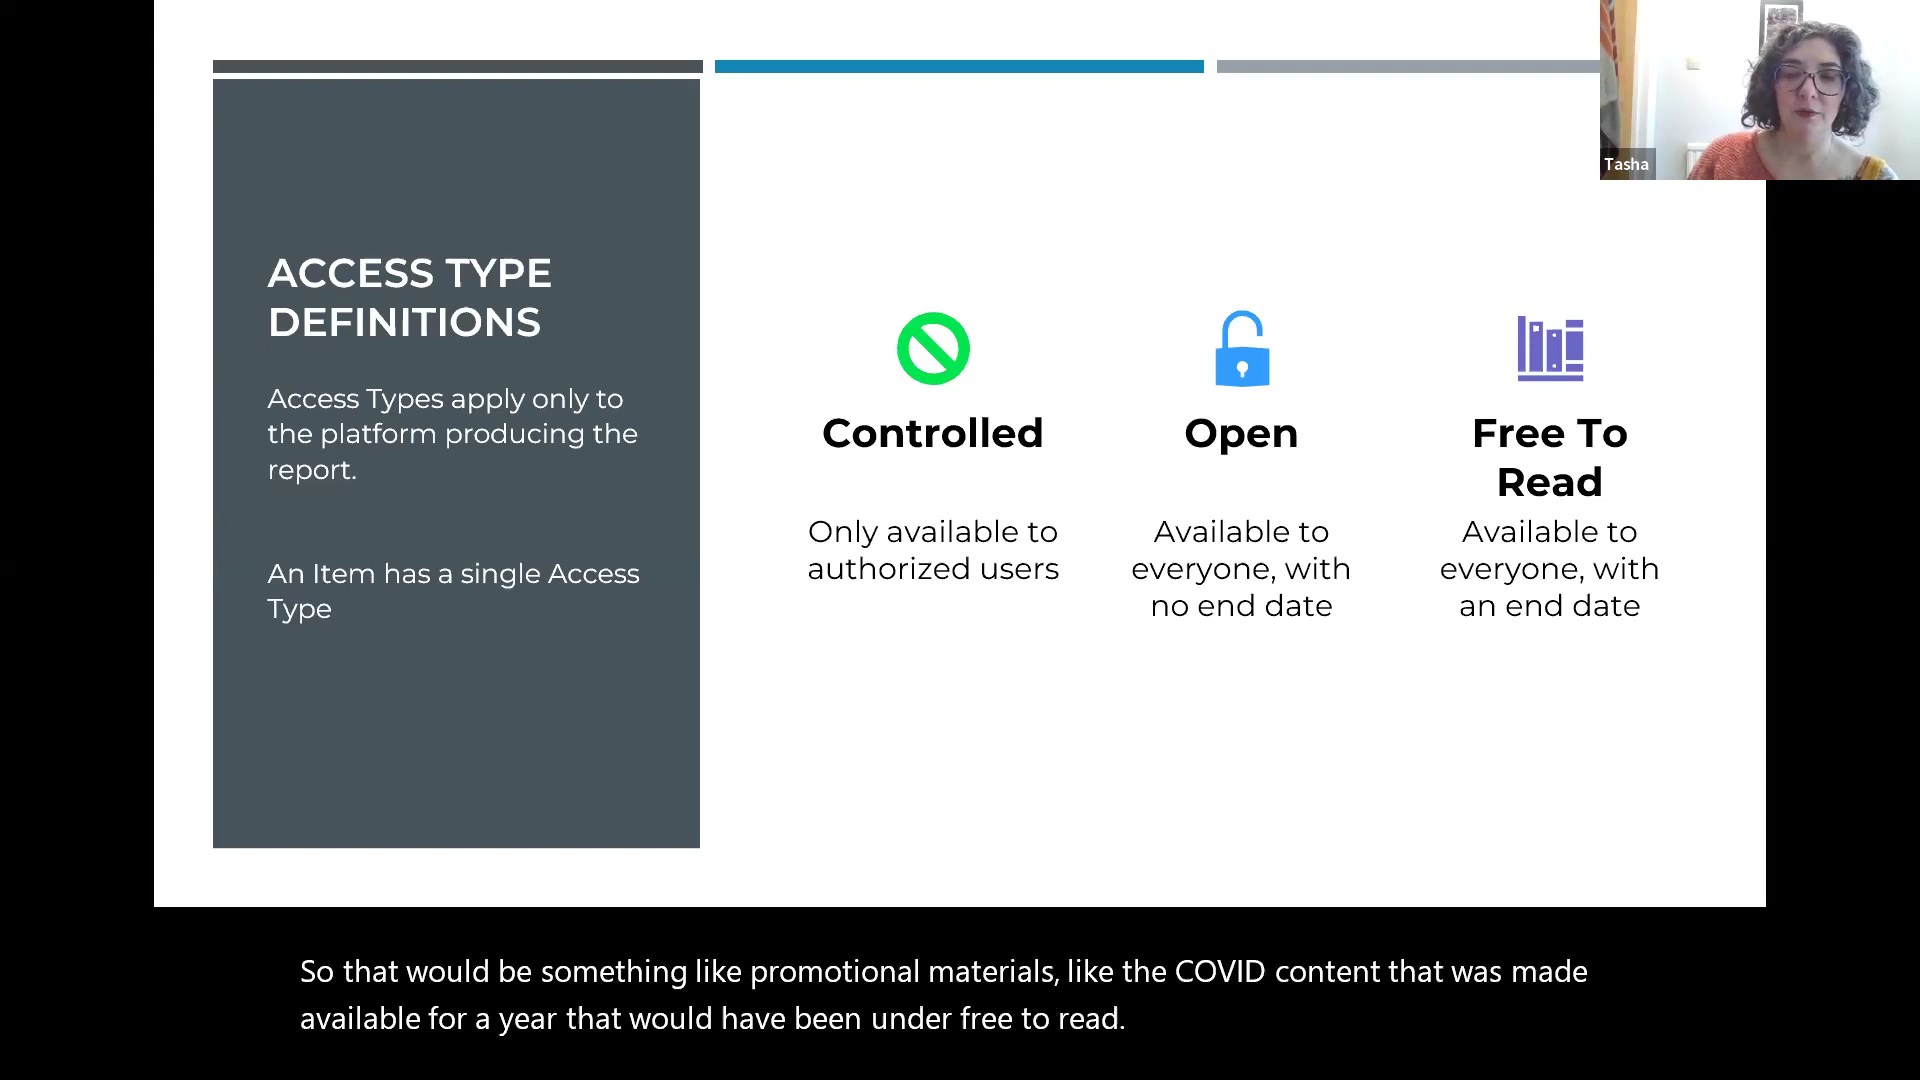 Tasha
ACCESS TYPE
DEFINITIONS
Access Types apply only to
the platform producing the
report.
An Item has a single Access
Type
Controlled
Only available to
authorized users
Open
Available to
everyone, with
no end date
Free To
Read
Available to
everyone, with
an end date
So that would be something like promotional materials, like the COVID content that was made
available for a year that would have been under free to read.